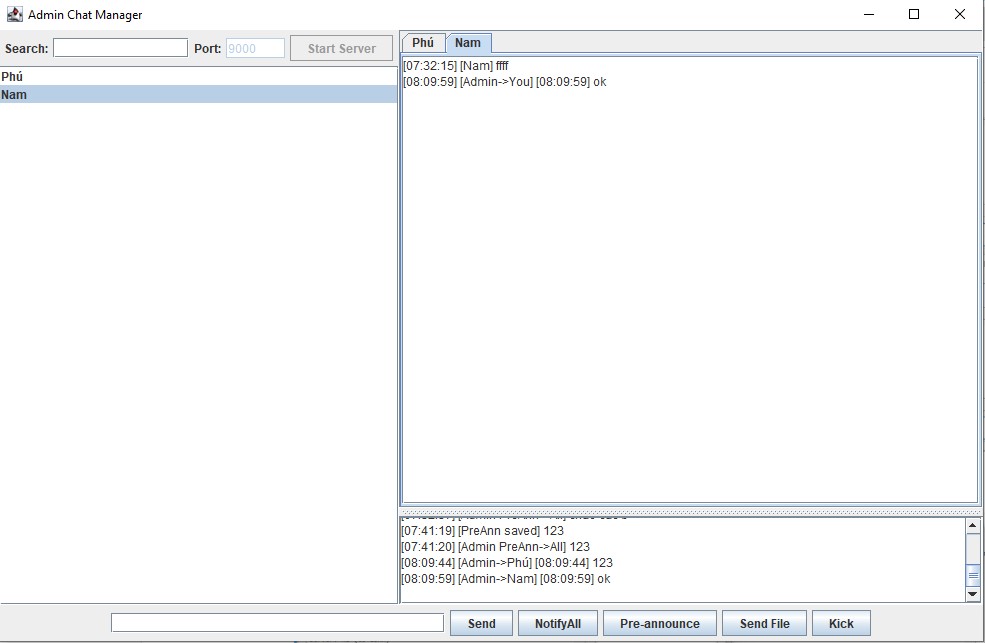 Admin Chat Manager
Search: Port: 9000 Start Server
Phú
Nam
Phú Nam
[07:32:15] [Nam] ffff
[08:09:59] [Admin->You] [08:09:59] ok
[07:41:19] [PreAnn saved] 123
[07:41:20] [Admin PreAnn->All] 123
[08:09:44] [Admin->Phú] [08:09:44] 123
[08:09:59] [Admin->Nam] [08:09:59] ok
Send NotifyAll Pre-announce Send File Kick